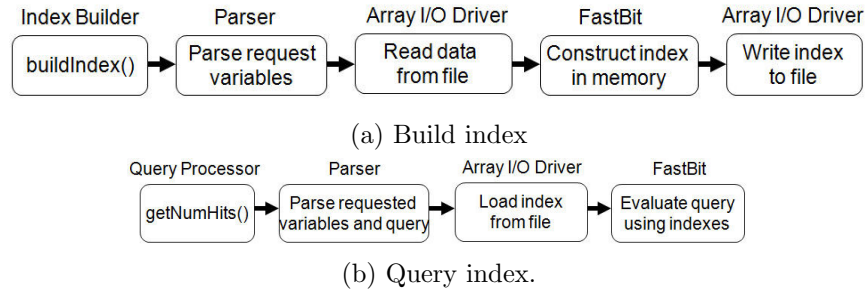 Index Builder
Parser
Array I/O Driver
FastBit
Array I/O Driver
buildIndex()
Parse request
variables
Read data
from file
Construct index
in memory
Write index
to file
(a) Build index
Query Processor
Parser
Array I/O Driver
FastBit
getNumHits()
Parse requested
variables and query
Load index
from file
Evaluate query
using indexes
(b) Query index.